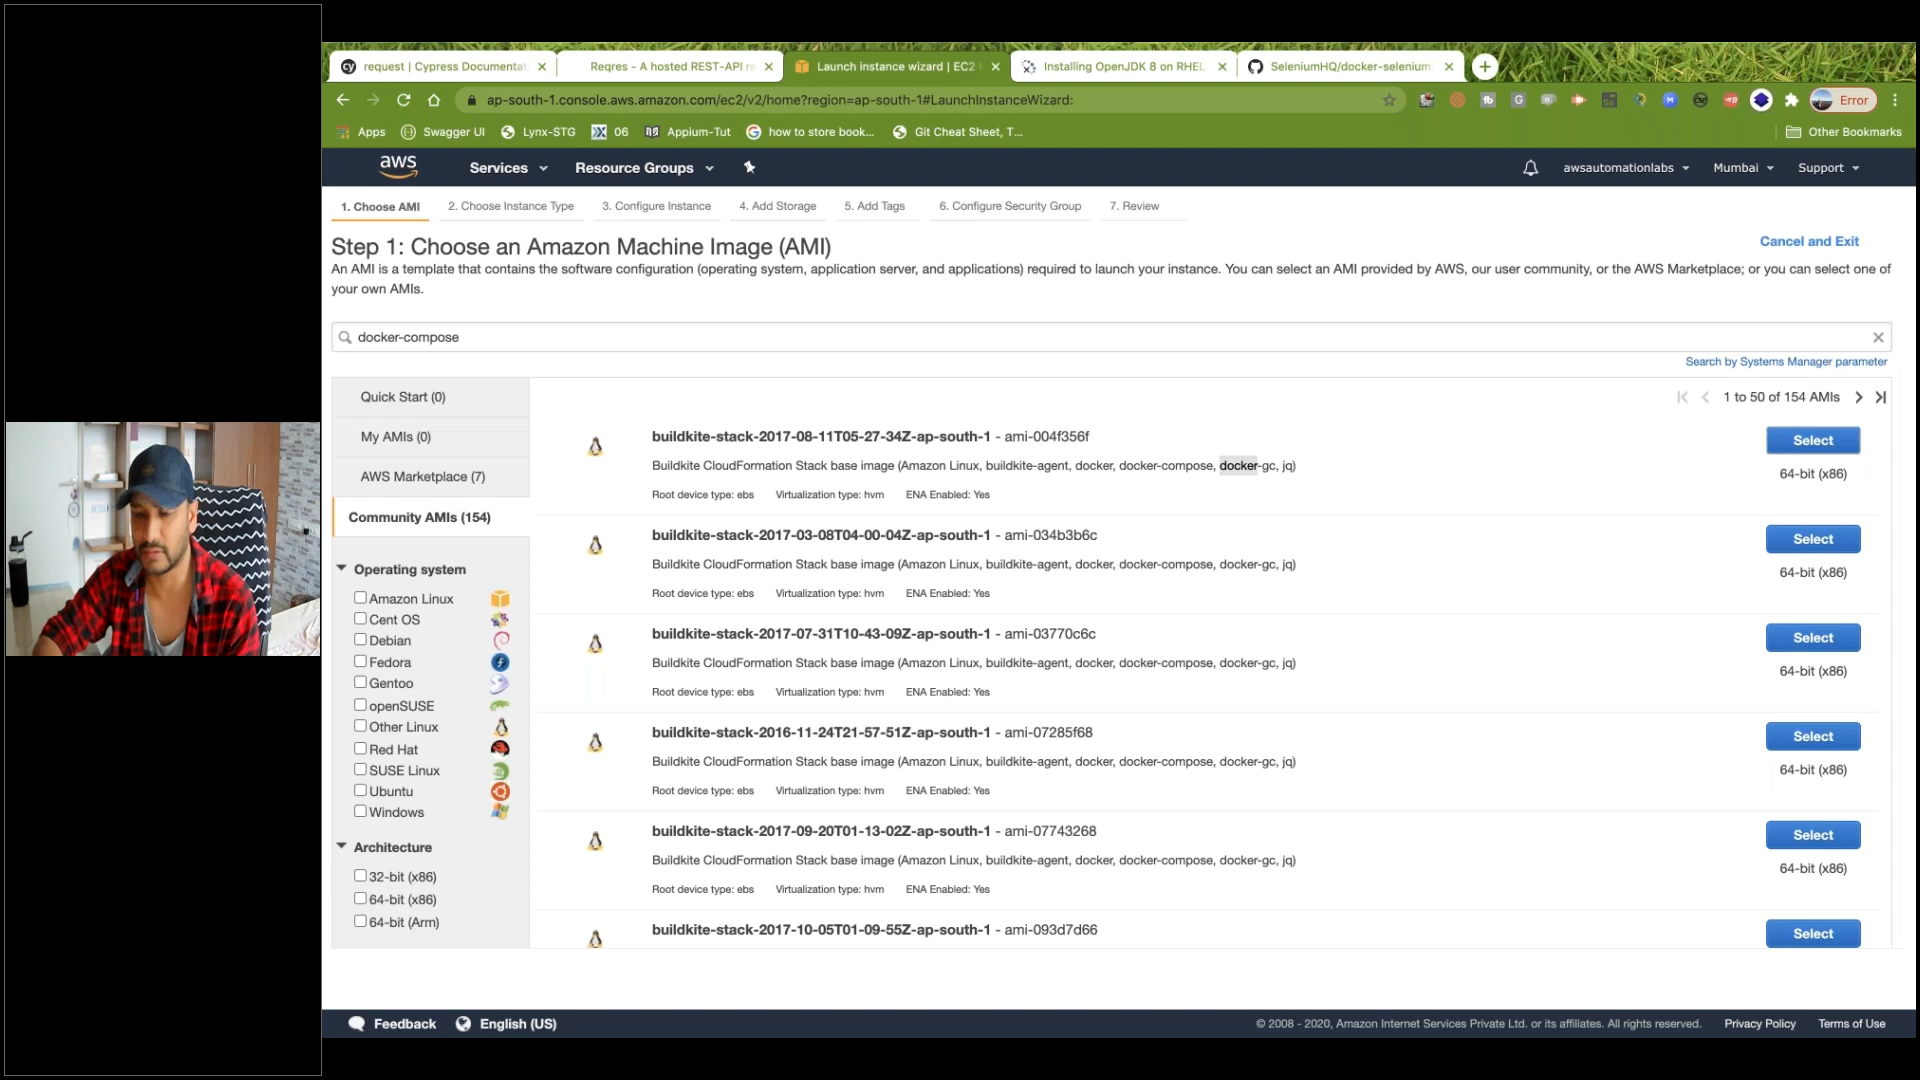 request | Cypress Documentat
Reqres - A hosted REST-API re
Launch instance wizard | EC2
Installing OpenJDK 8 on RHEL
SeleniumHQ/docker-selenium:
ap-south-1.console.aws.amazon.com/ec2/v2/home?region=ap-south-1#LaunchInstanceWizard:
Error
Apps
Swagger UI
Lynx-STG
06
Appium-Tut
how to store book...
Git Cheat Sheet, T...
Other Bookmarks
aws
Services
Resource Groups
awsautomationlabs
Mumbai
Support
1. Choose AMI
2. Choose Instance Type
3. Configure Instance
4. Add Storage
5. Add Tags
6. Configure Security Group
7. Review
Step 1: Choose an Amazon Machine Image (AMI)
Cancel and Exit
An AMI is a template that contains the software configuration (operating system, application server, and applications) required to launch your instance. You can select an AMI provided by AWS, our user community, or the AWS Marketplace; or you can select one of
your own AMIs.
docker-compose
Search by Systems Manager parameter
Quick Start (0)
My AMIs (0)
AWS Marketplace (7)
Community AMIs (154)
Operating system
Amazon Linux
Cent OS
Debian
Fedora
Gentoo
openSUSE
Other Linux
Red Hat
SUSE Linux
Ubuntu
Windows
Architecture
32-bit (x86)
64-bit (x86)
64-bit (Arm)
1 to 50 of 154 AMIs
buildkite-stack-2017-08-11T05-27-34Z-ap-south-1 - ami-004f356f
Buildkite CloudFormation Stack base image (Amazon Linux, buildkite-agent, docker, docker-compose, docker-gc, jq)
Root device type: ebs Virtualization type: hvm ENA Enabled: Yes
Select
64-bit (x86)
buildkite-stack-2017-03-08T04-00-04Z-ap-south-1 - ami-034b3b6c
Buildkite CloudFormation Stack base image (Amazon Linux, buildkite-agent, docker, docker-compose, docker-gc, jq)
Root device type: ebs Virtualization type: hvm ENA Enabled: Yes
Select
64-bit (x86)
buildkite-stack-2017-07-31T10-43-09Z-ap-south-1 - ami-03770c6c
Buildkite CloudFormation Stack base image (Amazon Linux, buildkite-agent, docker, docker-compose, docker-gc, jq)
Root device type: ebs Virtualization type: hvm ENA Enabled: Yes
Select
64-bit (x86)
buildkite-stack-2016-11-24T21-57-51Z-ap-south-1 - ami-07285f68
Buildkite CloudFormation Stack base image (Amazon Linux, buildkite-agent, docker, docker-compose, docker-gc, jq)
Root device type: ebs Virtualization type: hvm ENA Enabled: Yes
Select
64-bit (x86)
buildkite-stack-2017-09-20T01-13-02Z-ap-south-1 - ami-07743268
Buildkite CloudFormation Stack base image (Amazon Linux, buildkite-agent, docker, docker-compose, docker-gc, jq)
Root device type: ebs Virtualization type: hvm ENA Enabled: Yes
Select
64-bit (x86)
buildkite-stack-2017-10-05T01-09-55Z-ap-south-1 - ami-093d7d66
Select
Feedback
English (US)
© 2008 - 2020, Amazon Internet Services Private Ltd. or its affiliates. All rights reserved.
Privacy Policy
Terms of Use